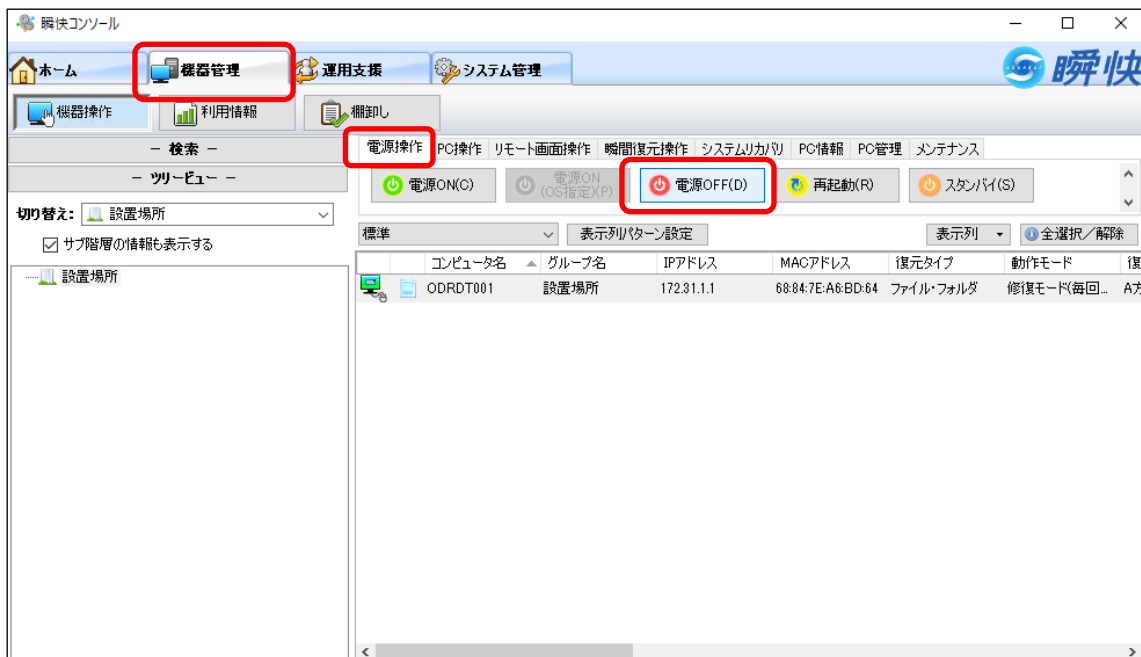 瞬快コンソール
ホーム 機器管理 運用支援 システム管理 瞬快
機器操作 利用情報 棚卸し
－ 検索 －
－ ツリービュー －
切り替え： 設置場所
サブ階層の情報も表示する
設置場所
電源操作 PC操作 リモート画面操作 瞬間復元操作 システムリカバリ PC情報 PC管理 メンテナンス
電源ON(C) 電源ON (OS指定)(P) 電源OFF(D) 再起動(R) スタンバイ(S)
標準 表示列パターン設定 表示列 全選択／解除
コンピュータ名 グループ名 IPアドレス MACアドレス 復元タイプ 動作モード 復
ODRDT001 設置場所 172.31.1.1 68:84:7E:A6:BD:64 ファイル・フォルダ 修復モード(毎回... A方